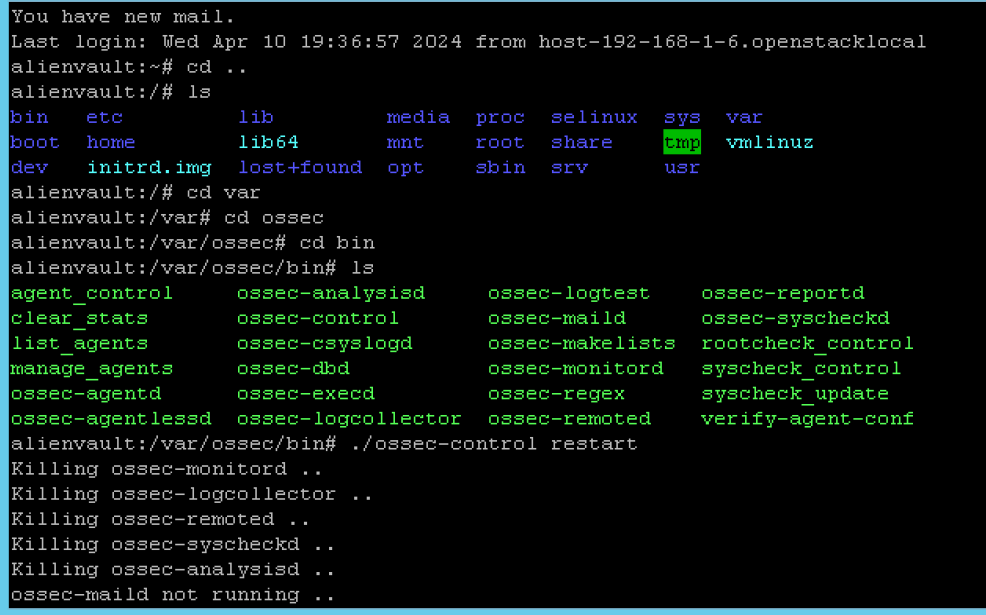 You have new mail.
Last login: Wed Apr 10 19:36:57 2024 from host-192-168-1-6.openstacklocal
alienvault:~# cd ..
alienvault:/# ls
bin   etc         lib         media  proc  selinux  sys  var
boot  home        lib64       mnt    root  share    tmp  vmlinuz
dev   initrd.img  lost+found  opt    sbin  srv      usr
alienvault:/# cd var
alienvault:/var# cd ossec
alienvault:/var/ossec# cd bin
alienvault:/var/ossec/bin# ls
agent_control     ossec-analysisd     ossec-logtest    ossec-reportd
clear_stats       ossec-control       ossec-maild      ossec-syscheckd
list_agents       ossec-csyslogd      ossec-makelists  rootcheck_control
manage_agents     ossec-dbd           ossec-monitord   syscheck_control
ossec-agentd      ossec-execd         ossec-regex      syscheck_update
ossec-agentlessd  ossec-logcollector  ossec-remoted    verify-agent-conf
alienvault:/var/ossec/bin# ./ossec-control restart
Killing ossec-monitord ..
Killing ossec-logcollector ..
Killing ossec-remoted ..
Killing ossec-syscheckd ..
Killing ossec-analysisd ..
ossec-maild not running ..